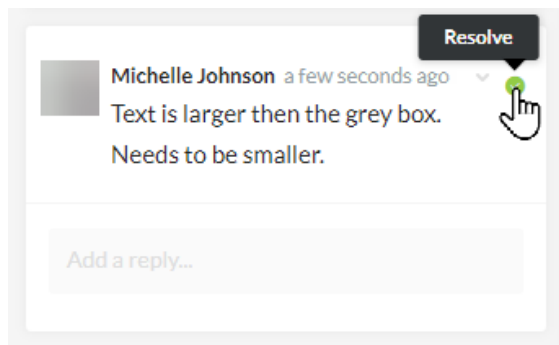 Resolve
Michelle Johnson a few seconds ago
Text is larger then the grey box.
Needs to be smaller.
Add a reply...